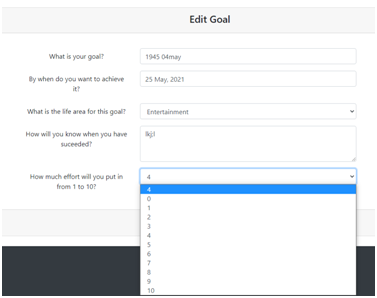 Edit Goal
What is your goal?
1945 04may
By when do you want to achieve
it?
25 May, 2021
What is the life area for this goal?
Entertainment
How will you know when you have
suceeded?
lkj;l
How much effort will you put in
from 1 to 10?
4
4
0
1
2
3
4
5
6
7
8
9
10